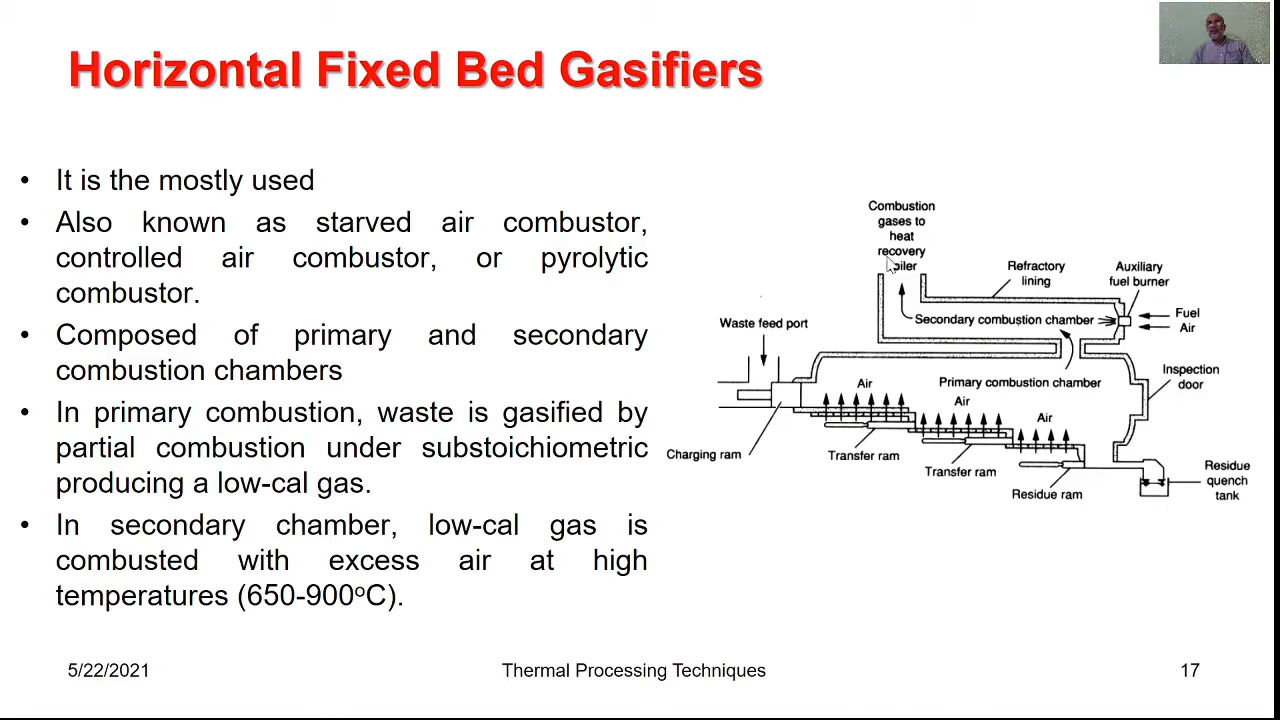 Horizontal Fixed Bed Gasifiers
• It is the mostly used
• Also known as starved air combustor,
controlled air combustor, or pyrolytic
combustor.
• Composed of primary and secondary
combustion chambers
• In primary combustion, waste is gasified by
partial combustion under substoichiometric
producing a low-cal gas.
• In secondary chamber, low-cal gas is
combusted with excess air at high
temperatures (650-900ºC).
Combustion
gases to
heat
recovery
boiler
Refractory
lining
Auxiliary
fuel burner
Fuel
Air
Secondary combustion chamber
Waste feed port
Inspection
door
Primary combustion chamber
Air
Air
Air
Charging ram
Transfer ram
Transfer ram
Residue ram
Residue
quench
tank
5/22/2021
Thermal Processing Techniques
17